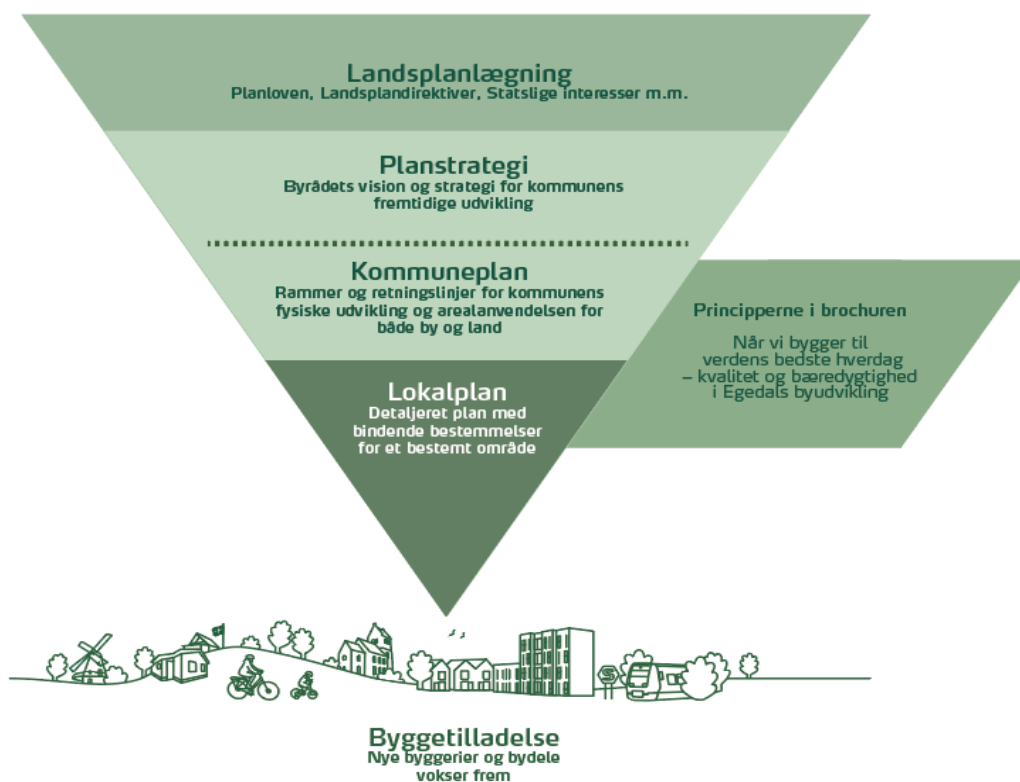 Landsplanlægning
Planloven, Landsplandirektiver, Statslige interesser m.m.
Planstrategi
Byrådets vision og strategi for kommunens
fremtidige udvikling
Kommuneplan
Rammer og retningslinjer for kommunens
fysiske udvikling og arealanvendelsen for
både by og land
Principperne i brochuren
Når vi bygger til
verdens bedste hverdag
– kvalitet og bæredygtighed
i Egedals byudvikling
Lokalplan
Detaljeret plan med
bindende bestemmelser
for et bestemt område
S
Byggetilladelse
Nye byggerier og bydele
vokser frem